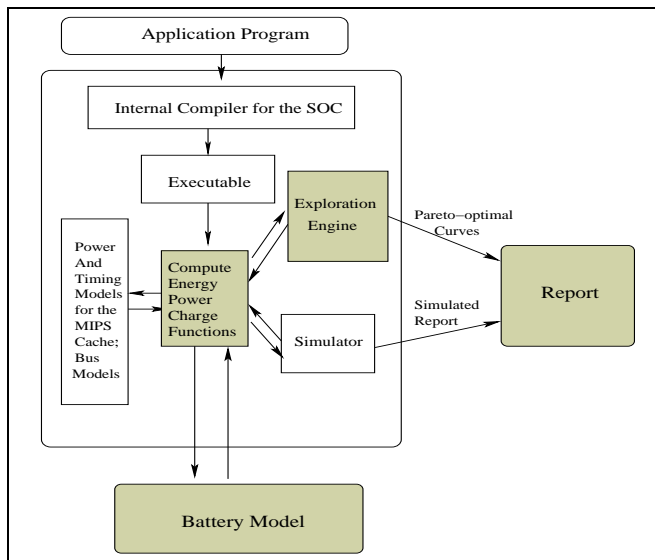 Application Program
Internal Compiler for the SOC
Executable
Exploration
Engine
Pareto−optimal
Curves
Power
And
Timing
Models
for the
MIPS
Cache;
Bus
Models
Compute
Energy
Power
Charge
Functions
Simulator
Simulated
Report
Report
Battery Model